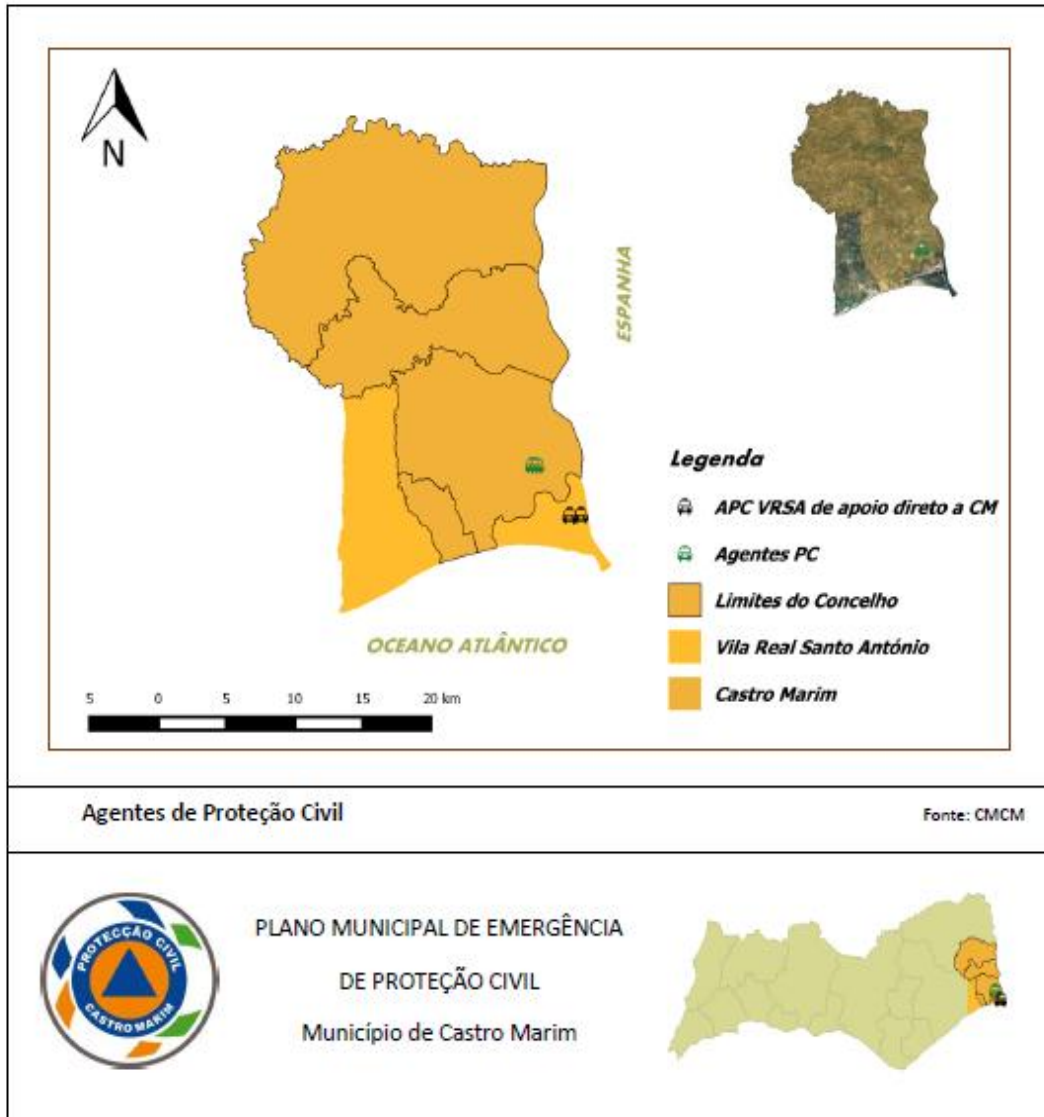 N
ESPANHA
Legenda
APC VRSA de apoio direto a CM
Agentes PC
Limites do Concelho
Vila Real Santo António
Castro Marim
OCEANO ATLÂNTICO
5 0 5 10 15 20 km
Agentes de Proteção Civil
Fonte: CMCM
PROTECÇÃO CIVIL
CASTRO MARIM
PLANO MUNICIPAL DE EMERGÊNCIA
DE PROTEÇÃO CIVIL
Município de Castro Marim